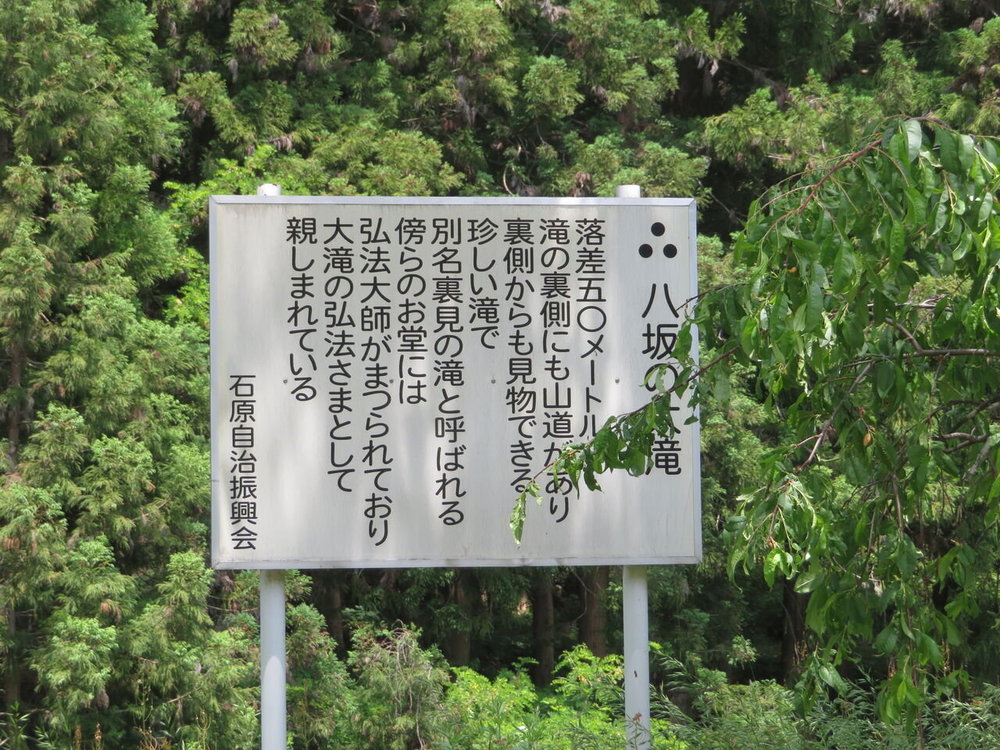 ∴八坂の大滝
落差五〇メートル
滝の裏側にも山道があり
裏側からも見物できる
珍しい滝で
別名裏見の滝と呼ばれる
傍らのお堂には
弘法大師がまつられており
大滝の弘法さまとして
親しまれている
石原自治振興会